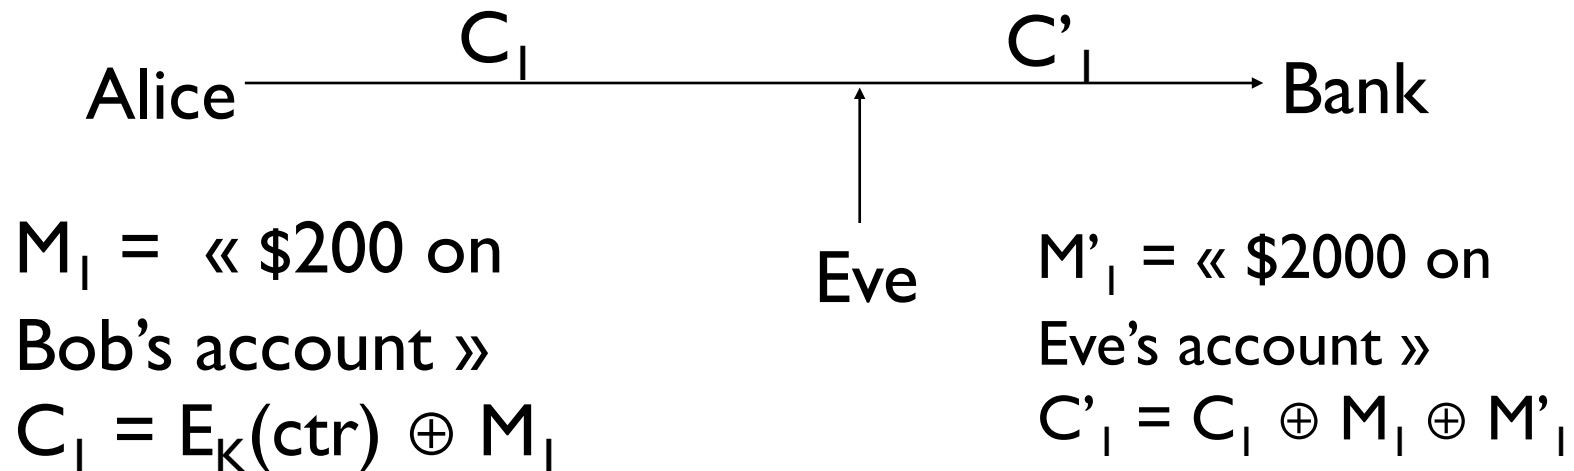 C₁ C’₁
Alice Bank
M₁ = « $200 on
Bob’s account »
C₁ = E_K(ctr) ⊕ M₁
Eve
M’₁ = « $2000 on
Eve’s account »
C’₁ = C₁ ⊕ M₁ ⊕ M’₁